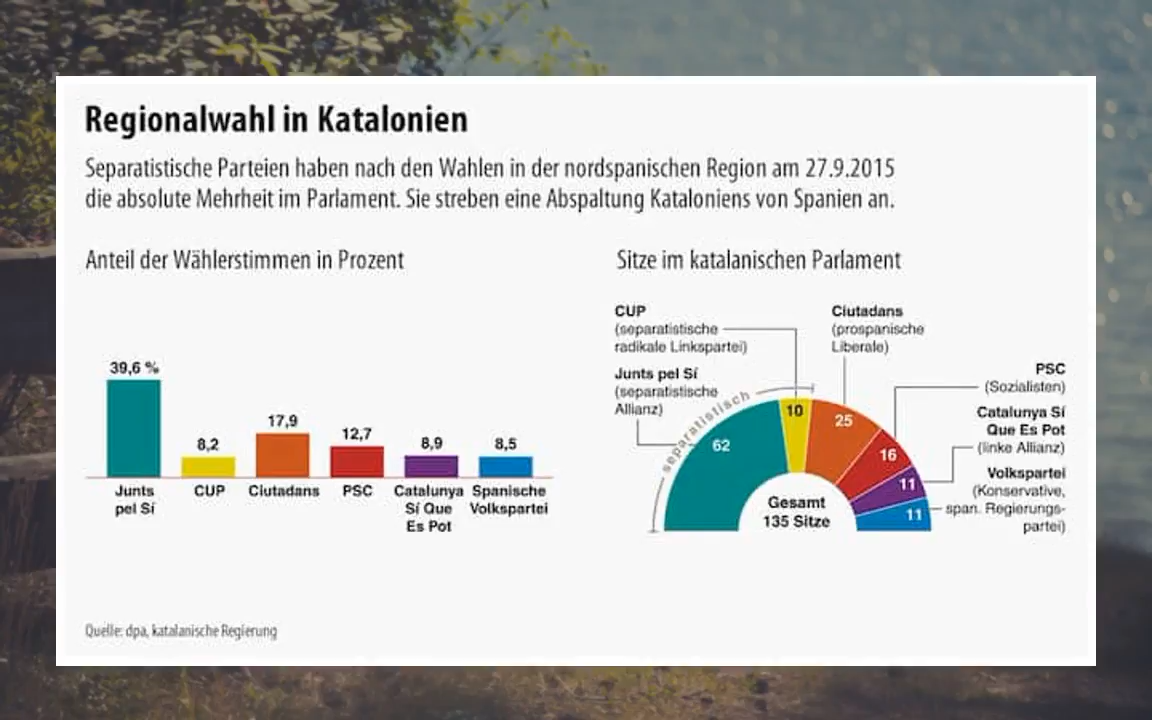 Regionalwahl in Katalonien
Separatistische Parteien haben nach den Wahlen in der nordspanischen Region am 27.9.2015
die absolute Mehrheit im Parlament. Sie streben eine Abspaltung Kataloniens von Spanien an.
Anteil der Wählerstimmen in Prozent
39,6 %
8,2
17,9
12,7
8,9
8,5
Junts
pel Sí
CUP
Ciutadans
PSC
Catalunya
Sí Que
Es Pot
Spanische
Volkspartei
Sitze im katalanischen Parlament
CUP
(separatistische
radikale Linkspartei)
Ciutadans
(prospanische
Liberale)
Junts pel Sí
(separatistische
Allianz)
PSC
(Sozialisten)
Catalunya Sí
Que Es Pot
(linke Allianz)
Volkspartei
(Konservative,
span. Regierungs-
partei)
separatistisch
62
10
25
16
11
11
Gesamt
135 Sitze
Quelle: dpa, katalanische Regierung